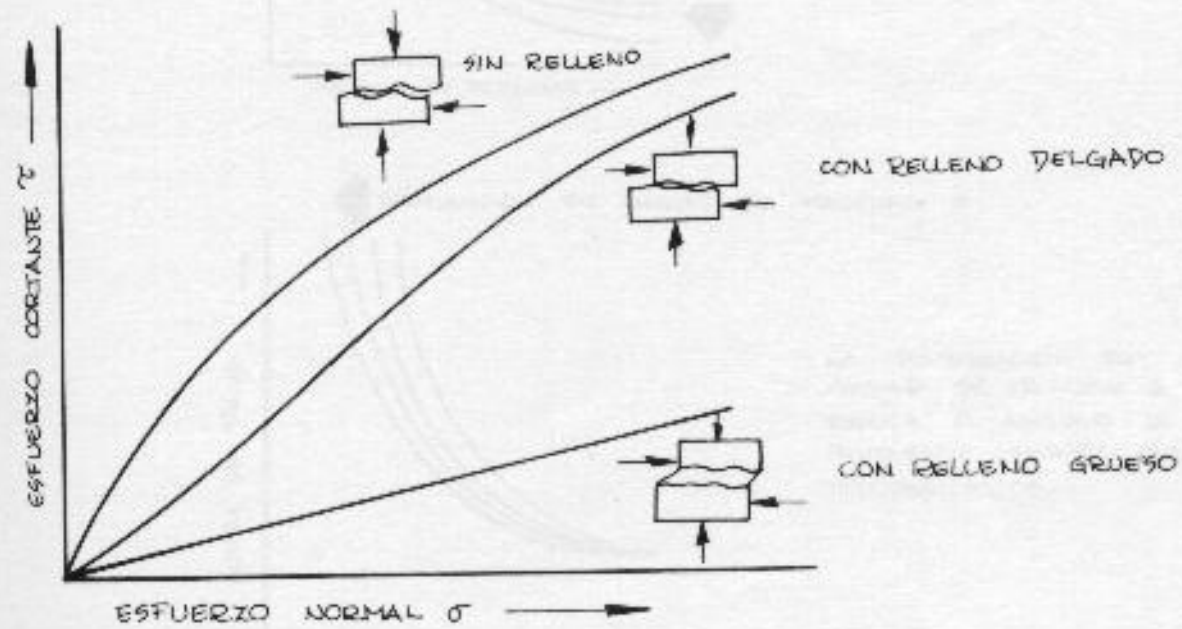 SIN RELLENO
CON RELLENO DELGADO
CON RELLENO GRUESO
ESFUERZO CORTANTE τ
ESFUERZO NORMAL σ